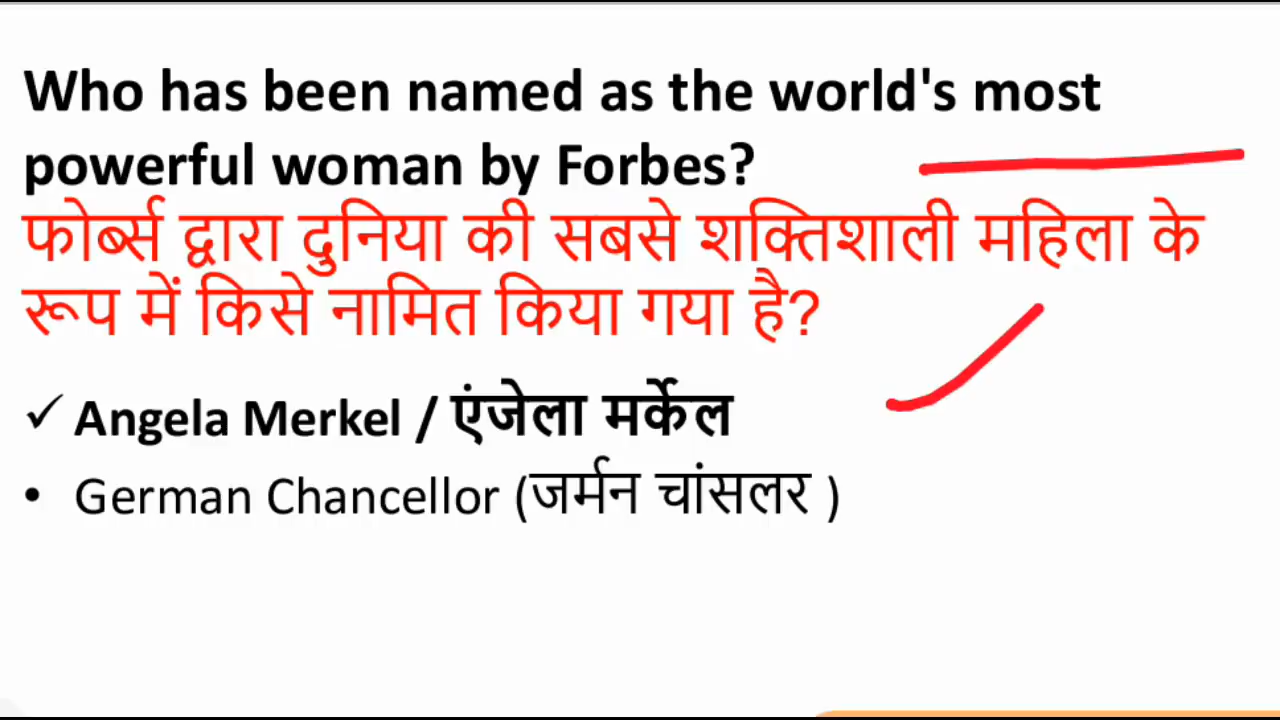 Who has been named as the world's most
powerful woman by Forbes?
फोर्ब्स द्वारा दुनिया की सबसे शक्तिशाली महिला के
रूप में किसे नामित किया गया है?
✓ Angela Merkel / एंजेला मर्केल
• German Chancellor (जर्मन चांसलर )